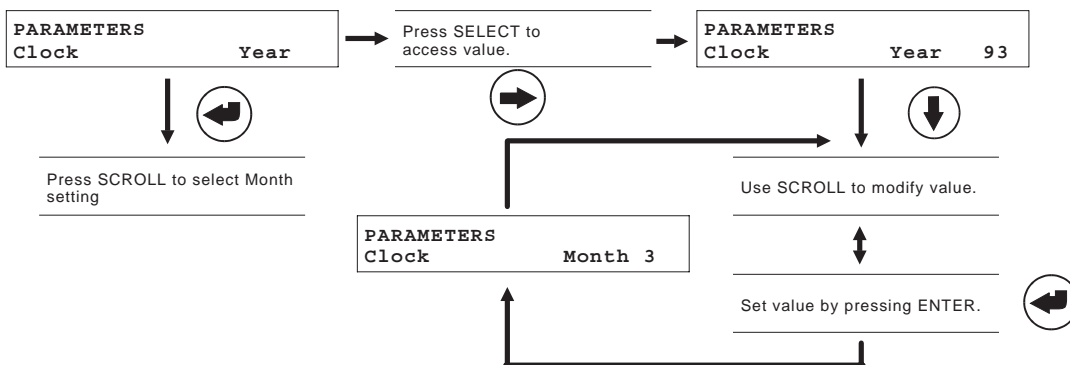 PARAMETERS
Clock Year
Press SELECT to
access value.
PARAMETERS
Clock Year 93
Press SCROLL to select Month
setting
Use SCROLL to modify value.
PARAMETERS
Clock Month 3
Set value by pressing ENTER.